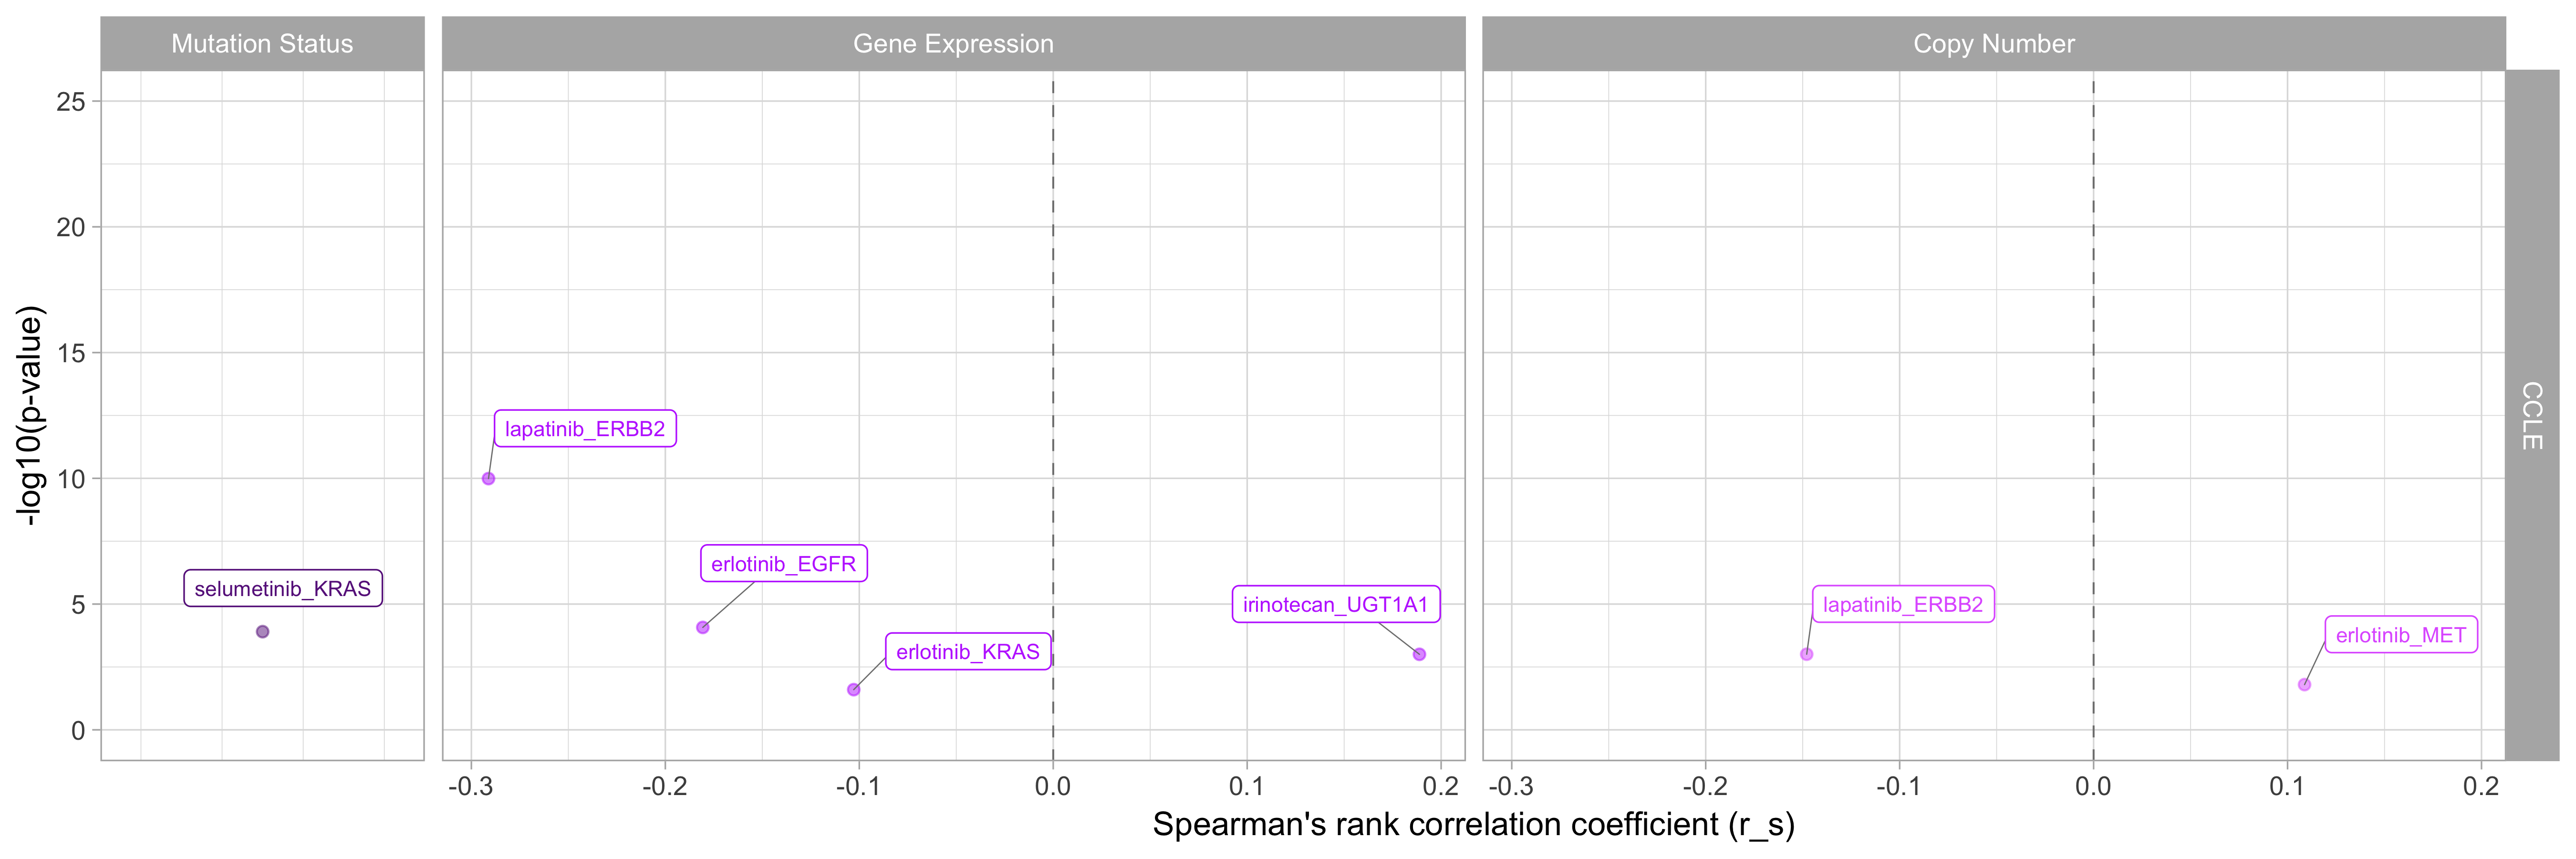 Mutation Status
Gene Expression
Copy Number
CCLE
-log10(p-value)
25
20
15
10
5
0
selumetinib_KRAS
lapatinib_ERBB2
erlotinib_EGFR
erlotinib_KRAS
irinotecan_UGT1A1
lapatinib_ERBB2
erlotinib_MET
-0.3 -0.2 -0.1 0.0 0.1 0.2
-0.3 -0.2 -0.1 0.0 0.1 0.2
Spearman's rank correlation coefficient (r_s)